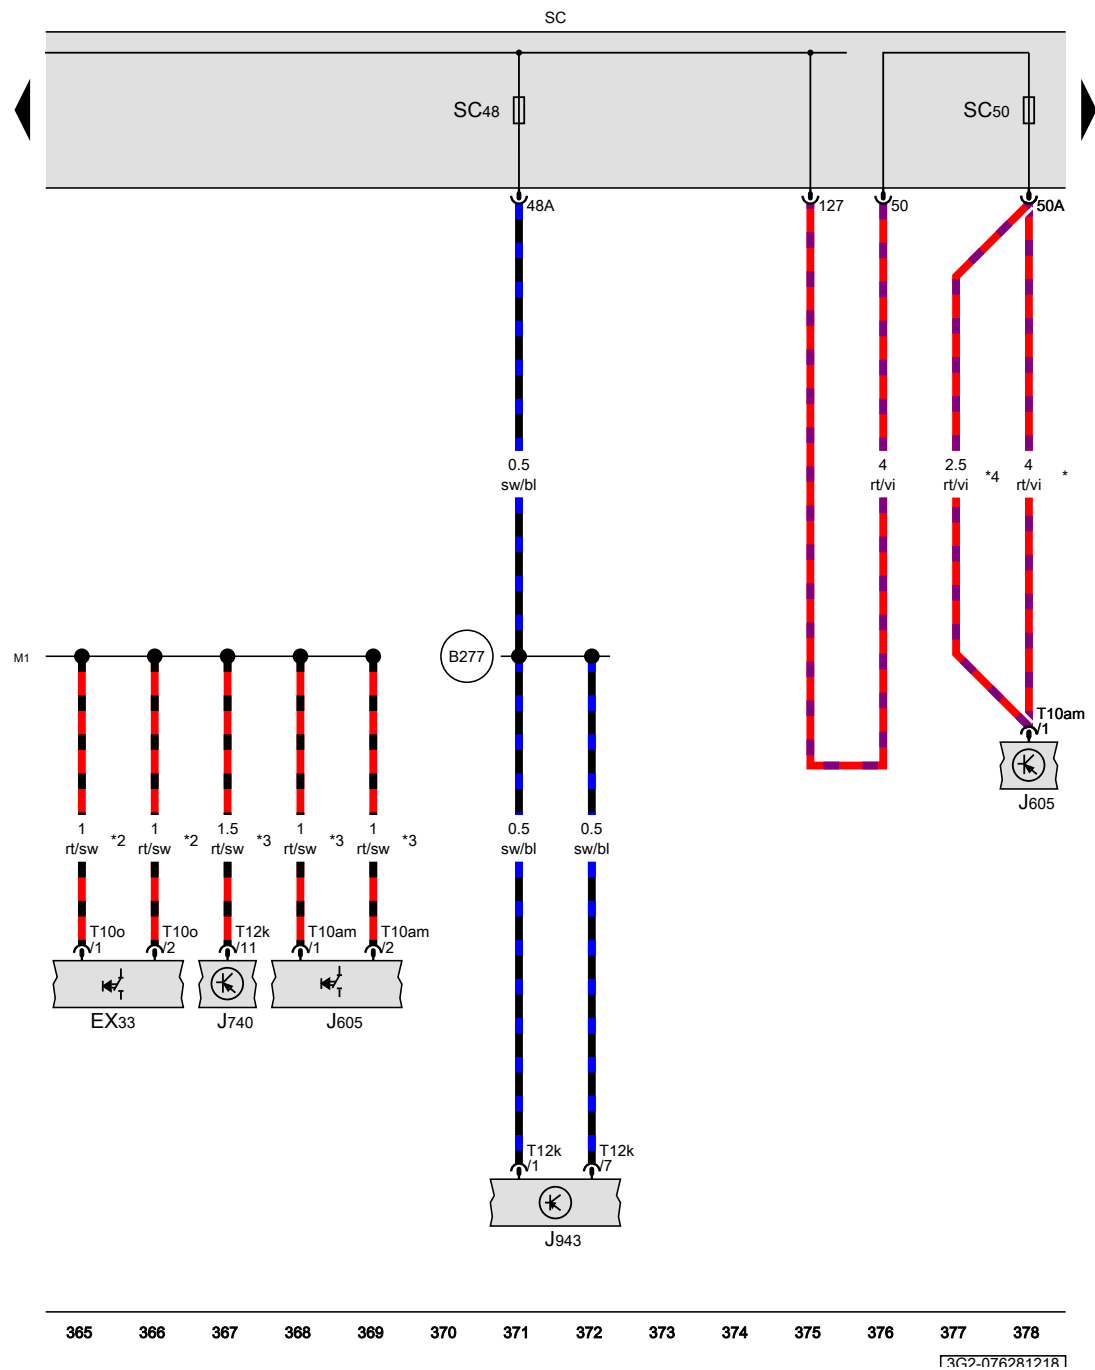 SC
SC48
SC50
48A
127
50
50A
0.5
sw/bl
4
rt/vi
2.5
rt/vi
*4
4
rt/vi
*
M1
B277
T10am
/1
J605
1
rt/sw
*2
1
rt/sw
*2
1.5
rt/sw
*3
1
rt/sw
*3
1
rt/sw
*3
0.5
sw/bl
0.5
sw/bl
T10o
/1
T10o
/2
T12k
/11
T10am
/1
T10am
/2
EX33
J740
J605
T12k
/1
T12k
/7
J943
365 366 367 368 369 370 371 372 373 374 375 376 377 378
3G2-076281218